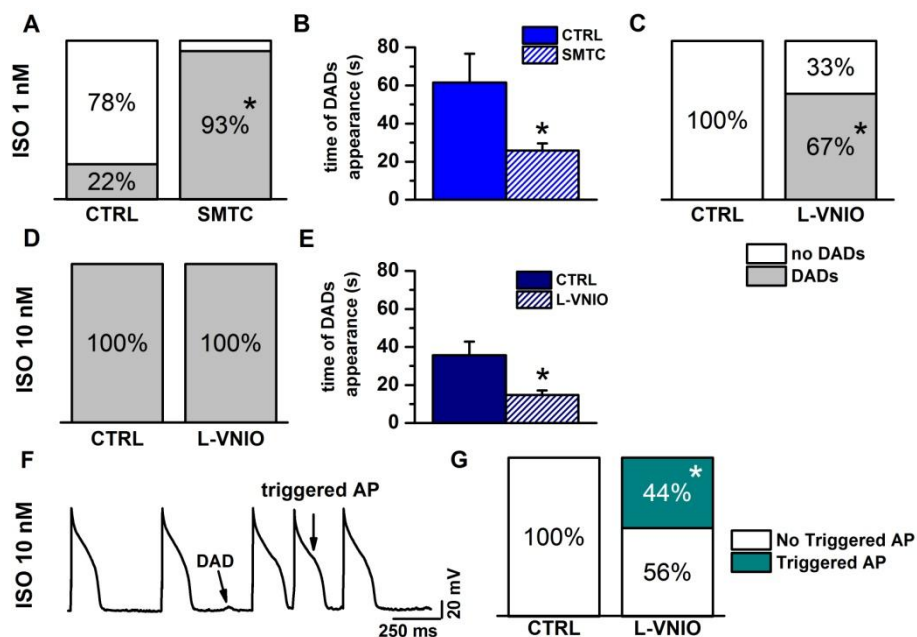 A
ISO 1 nM
78%
22%
93%
*
CTRL
SMTC
B
time of DADs
appearance (s)
80
60
40
20
0
CTRL
SMTC
*
C
100%
33%
67%
*
CTRL
L-VNIO
no DADs
DADs
D
ISO 10 nM
100%
100%
CTRL
L-VNIO
E
time of DADs
appearance (s)
80
60
40
20
0
CTRL
L-VNIO
*
F
ISO 10 nM
triggered AP
DAD
20 mV
250 ms
G
100%
44%
*
56%
CTRL
L-VNIO
No Triggered AP
Triggered AP